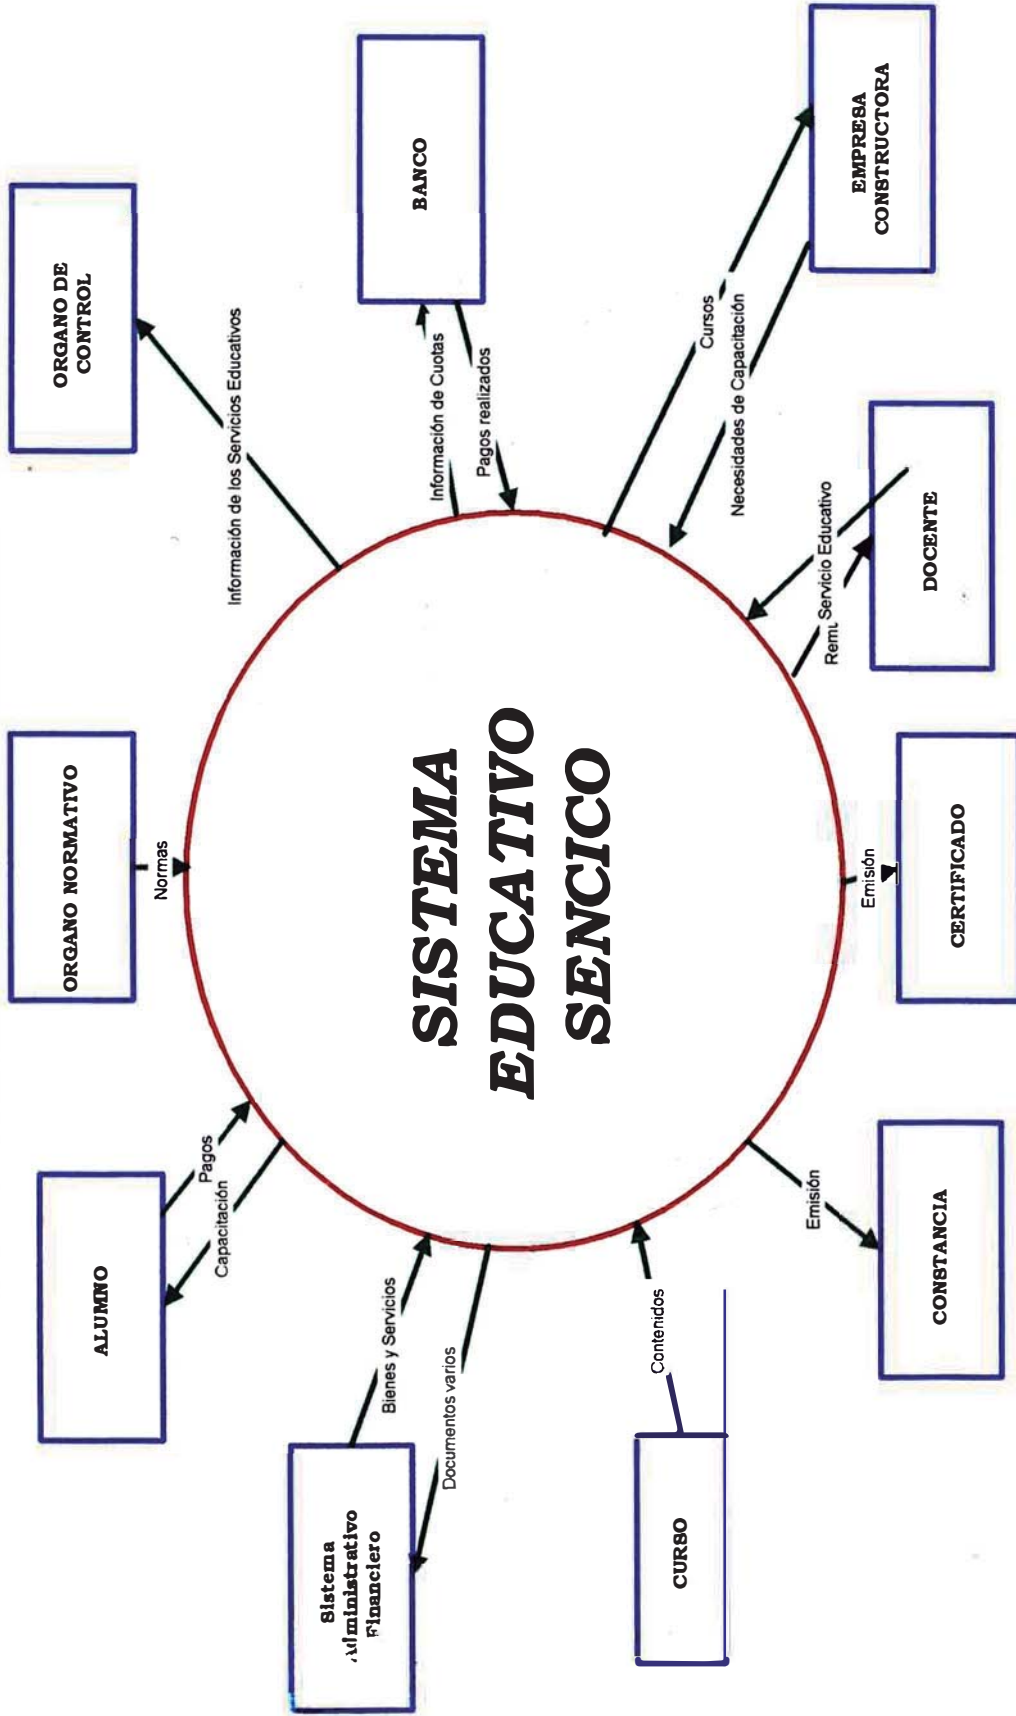 ORGANO NORMATIVO
ORGANO DE
CONTROL
ALUMNO
Normas
Información de los Servicios Educativos
Pagos
Capacitación
BANCO
Información de Cuotas
Pagos realizados
Sistema
Administrativo
Financiero
Bienes y Servicios
Documentos varios
SISTEMA
EDUCATIVO
SENCICO
Cursos
Necesidades de Capacitación
EMPRESA
CONSTRUCTORA
CURSO
Contenidos
Servicio Educativo
DOCENTE
Emisión
CONSTANCIA
Emisión
CERTIFICADO